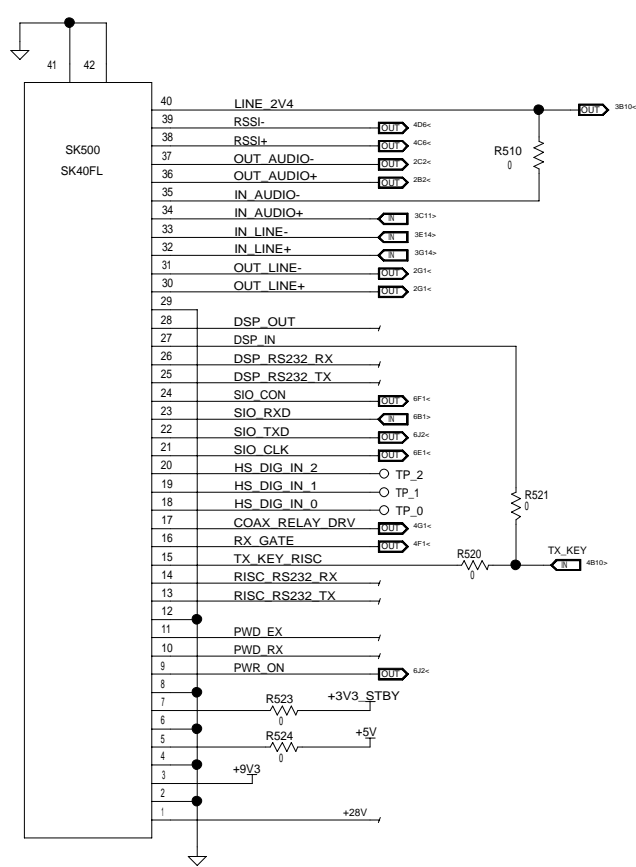 41 42
SK500
SK40FL
40 LINE_2V4 OUT 3B10<
39 RSSI- OUT 4D6<
38 RSSI+ OUT 4C6<
R510
0
37 OUT_AUDIO- OUT 2C2<
36 OUT_AUDIO+ OUT 2B2<
35 IN_AUDIO-
34 IN_AUDIO+ IN 3C11>
33 IN_LINE- IN 3E14>
32 IN_LINE+ IN 3G14>
31 OUT_LINE- OUT 2G1<
30 OUT_LINE+ OUT 2G1<
29
28 DSP_OUT
27 DSP_IN
26 DSP_RS232_RX
25 DSP_RS232_TX
24 SIO_CON OUT 6F1<
23 SIO_RXD IN 6B1>
22 SIO_TXD OUT 6J2<
21 SIO_CLK OUT 6E1<
20 HS_DIG_IN_2 TP_2
19 HS_DIG_IN_1 TP_1
18 HS_DIG_IN_0 TP_0
R521
0
17 COAX_RELAY_DRV OUT 4G1<
16 RX_GATE OUT 4F1<
15 TX_KEY_RISC R520 0 TX_KEY IN 4B10>
14 RISC_RS232_RX
13 RISC_RS232_TX
12
11 PWD_EX
10 PWD_RX
9 PWR_ON OUT 6J2<
8
7 R523 0 +3V3_STBY
6
5 R524 0 +5V
4
3 +9V3
2
1 +28V